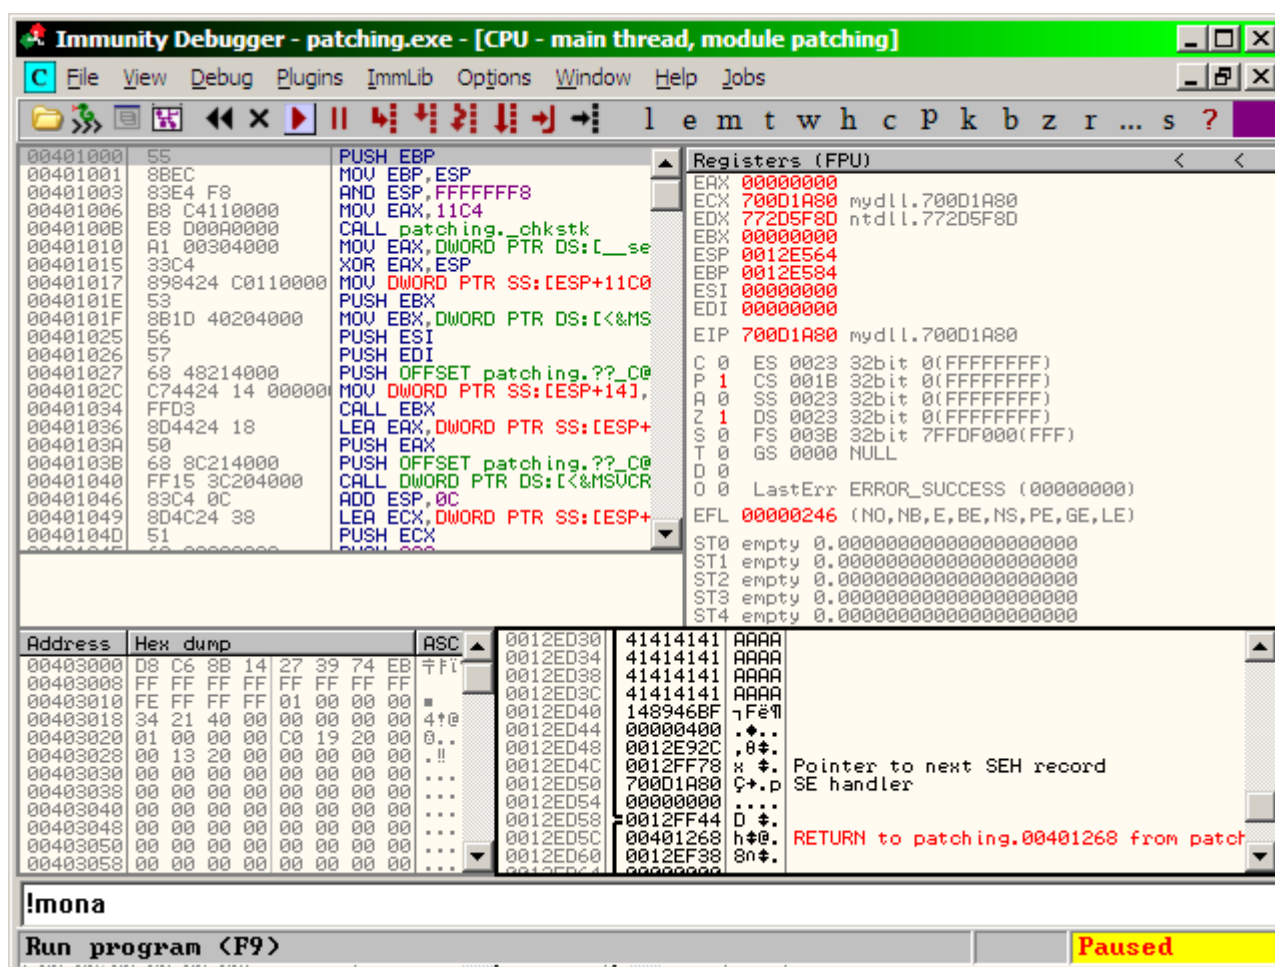 Immunity Debugger - patching.exe - [CPU - main thread, module patching]
C File View Debug Plugins ImmLib Options Window Help Jobs
l e m t w h c P k b z r ... s ?
00401000 55 PUSH EBP
00401001 8BEC MOV EBP,ESP
00401003 83E4 F8 AND ESP,FFFFFFF8
00401006 B8 C4110000 MOV EAX,11C4
0040100B E8 D00A0000 CALL patching._chkstk
00401010 A1 00304000 MOV EAX,DWORD PTR DS:[__se
00401015 33C4 XOR EAX,ESP
00401017 898424 C0110000 MOV DWORD PTR SS:[ESP+11C0
0040101E 53 PUSH EBX
0040101F 8B1D 40204000 MOV EBX,DWORD PTR DS:[<&MS
00401025 56 PUSH ESI
00401026 57 PUSH EDI
00401027 68 48214000 PUSH OFFSET patching.??_C@
0040102C C74424 14 00000 MOV DWORD PTR SS:[ESP+14],
00401034 FFD3 CALL EBX
00401036 8D4424 18 LEA EAX,DWORD PTR SS:[ESP+
0040103A 50 PUSH EAX
0040103B 68 8C214000 PUSH OFFSET patching.??_C@
00401040 FF15 3C204000 CALL DWORD PTR DS:[<&MSVCR
00401046 83C4 0C ADD ESP,0C
00401049 8D4C24 38 LEA ECX,DWORD PTR SS:[ESP+
0040104D 51 PUSH ECX
Registers (FPU) < <
EAX 00000000
ECX 700D1A80 mydll.700D1A80
EDX 772D5F8D ntdll.772D5F8D
EBX 00000000
ESP 0012E564
EBP 0012E584
ESI 00000000
EDI 00000000
EIP 700D1A80 mydll.700D1A80
C 0 ES 0023 32bit 0(FFFFFFFF)
P 1 CS 001B 32bit 0(FFFFFFFF)
A 0 SS 0023 32bit 0(FFFFFFFF)
Z 1 DS 0023 32bit 0(FFFFFFFF)
S 0 FS 003B 32bit 7FFDF000(FFF)
T 0 GS 0000 NULL
D 0
O 0 LastErr ERROR_SUCCESS (00000000)
EFL 00000246 (NO,NB,E,BE,NS,PE,GE,LE)
ST0 empty 0.00000000000000000000
ST1 empty 0.00000000000000000000
ST2 empty 0.00000000000000000000
ST3 empty 0.00000000000000000000
ST4 empty 0.00000000000000000000
Address Hex dump ASC
00403000 D8 C6 8B 14 27 39 74 EB
00403008 FF FF FF FF FF FF FF FF
00403010 FE FF FF FF 01 00 00 00
00403018 34 21 40 00 00 00 00 00 4!@
00403020 01 00 00 00 C0 19 20 00
00403028 00 13 20 00 00 00 00 00 .‼
00403030 00 00 00 00 00 00 00 00 ...
00403038 00 00 00 00 00 00 00 00 ...
00403040 00 00 00 00 00 00 00 00 ...
00403048 00 00 00 00 00 00 00 00 ...
00403050 00 00 00 00 00 00 00 00 ...
00403058 00 00 00 00 00 00 00 00 ...
0012ED30 41414141 AAAA
0012ED34 41414141 AAAA
0012ED38 41414141 AAAA
0012ED3C 41414141 AAAA
0012ED40 148946BF ┐Fë¶
0012ED44 00000400 .♦..
0012ED48 0012E92C
0012ED4C 0012FF78 Pointer to next SEH record
0012ED50 700D1A80 SE handler
0012ED54 00000000 ....
0012ED58 0012FF44
0012ED5C 00401268 RETURN to patching.00401268 from patch
0012ED60 0012EF38
!mona
Run program (F9)
Paused